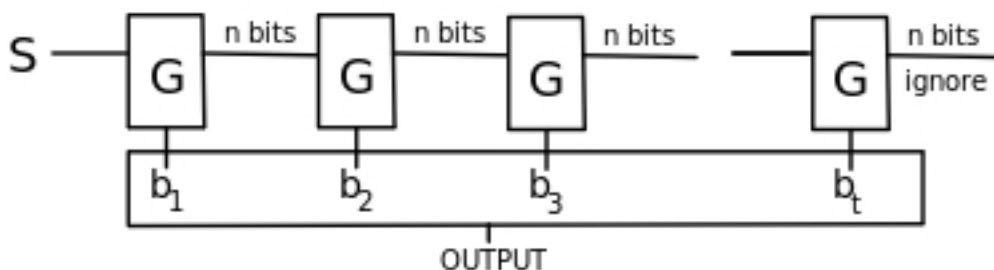 n bits n bits n bits n bits
S G G G G ignore
b1 b2 b3 bt
OUTPUT